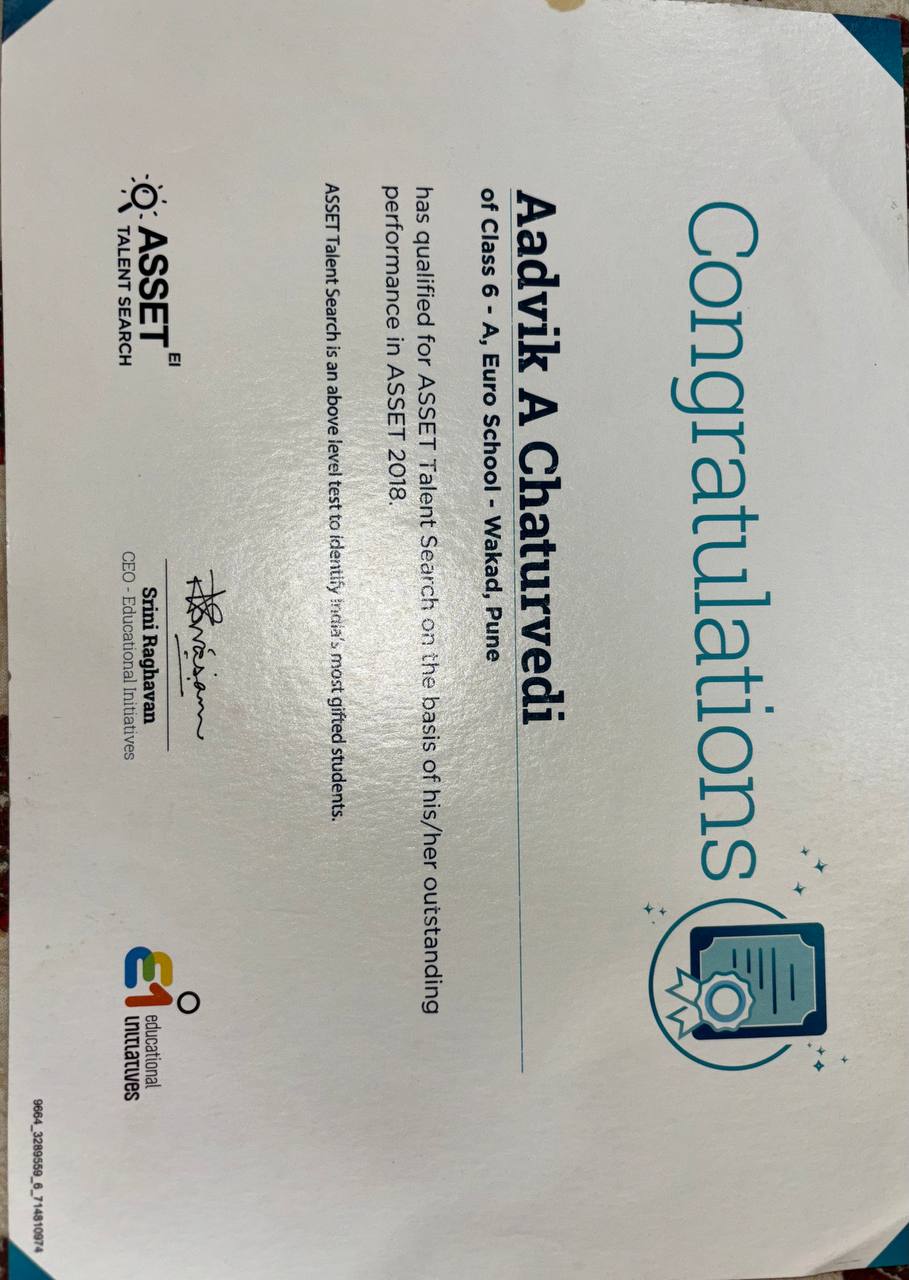 Congratulations
Aadvik A Chaturvedi
of Class 6 - A, Euro School - Wakad, Pune
has qualified for ASSET Talent Search on the basis of his/her outstanding
performance in ASSET 2018.
ASSET Talent Search is an above level test to identify India's most gifted students.
EI
ASSET
TALENT SEARCH
Srini Raghavan
CEO - Educational Initiatives
educational
initiatives
9664_3289559_6_714810974